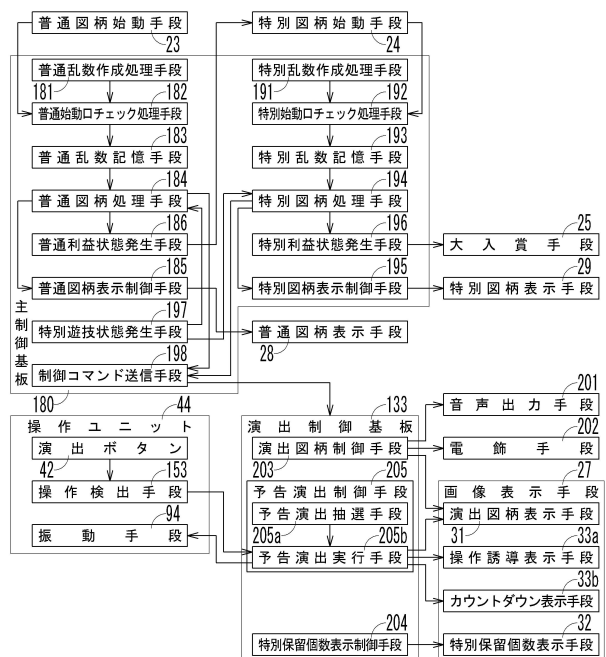 普通図柄始動手段
23
特別図柄始動手段
24
普通乱数作成処理手段
181
特別乱数作成処理手段
191
182
普通始動口チェック処理手段
192
特別始動口チェック処理手段
183
普通乱数記憶手段
193
特別乱数記憶手段
184
普通図柄処理手段
194
特別図柄処理手段
186
普通利益状態発生手段
196
特別利益状態発生手段
25
大入賞手段
185
普通図柄表示制御手段
195
特別図柄表示制御手段
29
特別図柄表示手段
主制御基板
197
特別遊技状態発生手段
普通図柄表示手段
28
198
制御コマンド送信手段
180
44
操作ユニット
演出ボタン
42
153
操作検出手段
94
振動手段
133
演出制御基板
演出図柄制御手段
203
205
予告演出制御手段
予告演出抽選手段
205a
205b
予告演出実行手段
204
特別保留個数表示制御手段
201
音声出力手段
202
電飾手段
27
画像表示手段
演出図柄表示手段
31
33a
操作誘導表示手段
33b
カウントダウン表示手段
32
特別保留個数表示手段